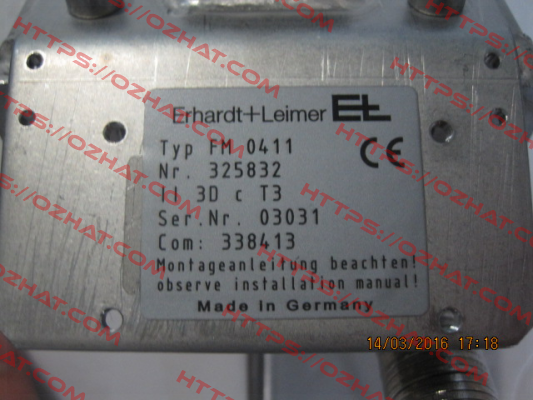 Erhardt+Leimer E+L
Typ FM 0411
Nr. 325832
II 3D c T3
Ser.Nr. 03031
Com: 338413
Montageanleitung beachten!
observe installation manual!
Made in Germany
CE
14/03/2016 17:18
HTTPS://OZHAT.COM